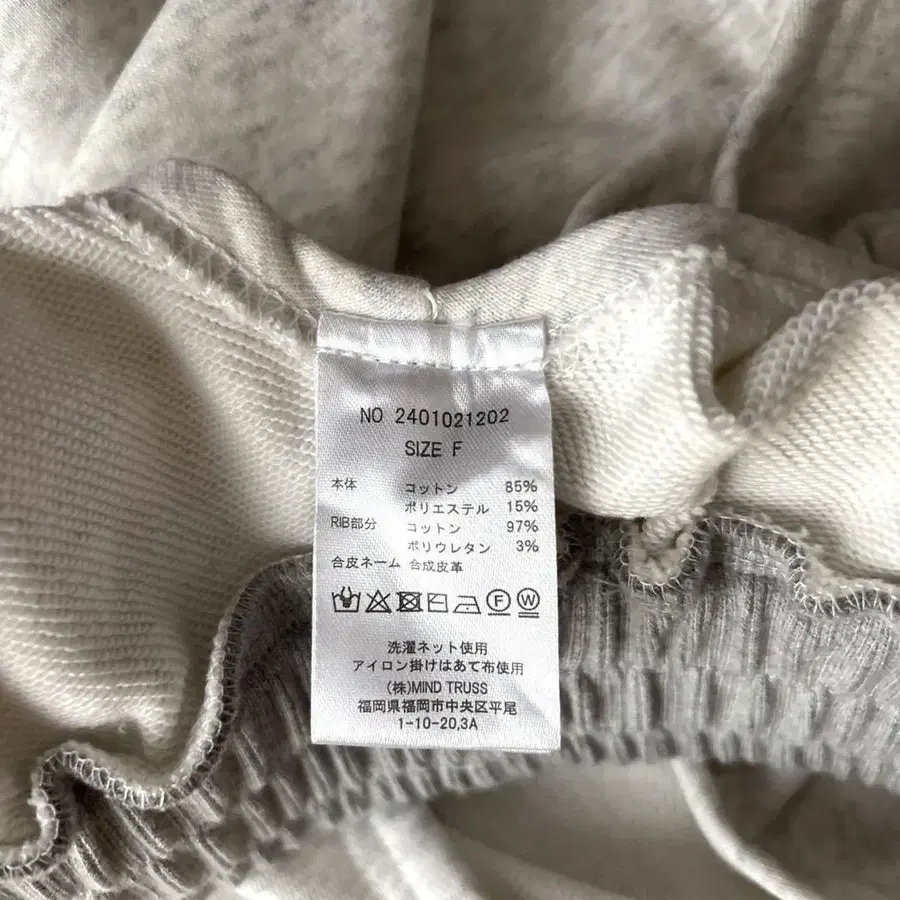 NO 2401021202
SIZE F
本体 コットン 85%
ポリエステル 15%
RIB部分 コットン 97%
ポリウレタン 3%
合皮ネーム 合成皮革
F W
洗濯ネット使用
アイロン掛けはあて布使用
(株)MIND TRUSS
福岡県福岡市中央区平尾
1-10-20,3A